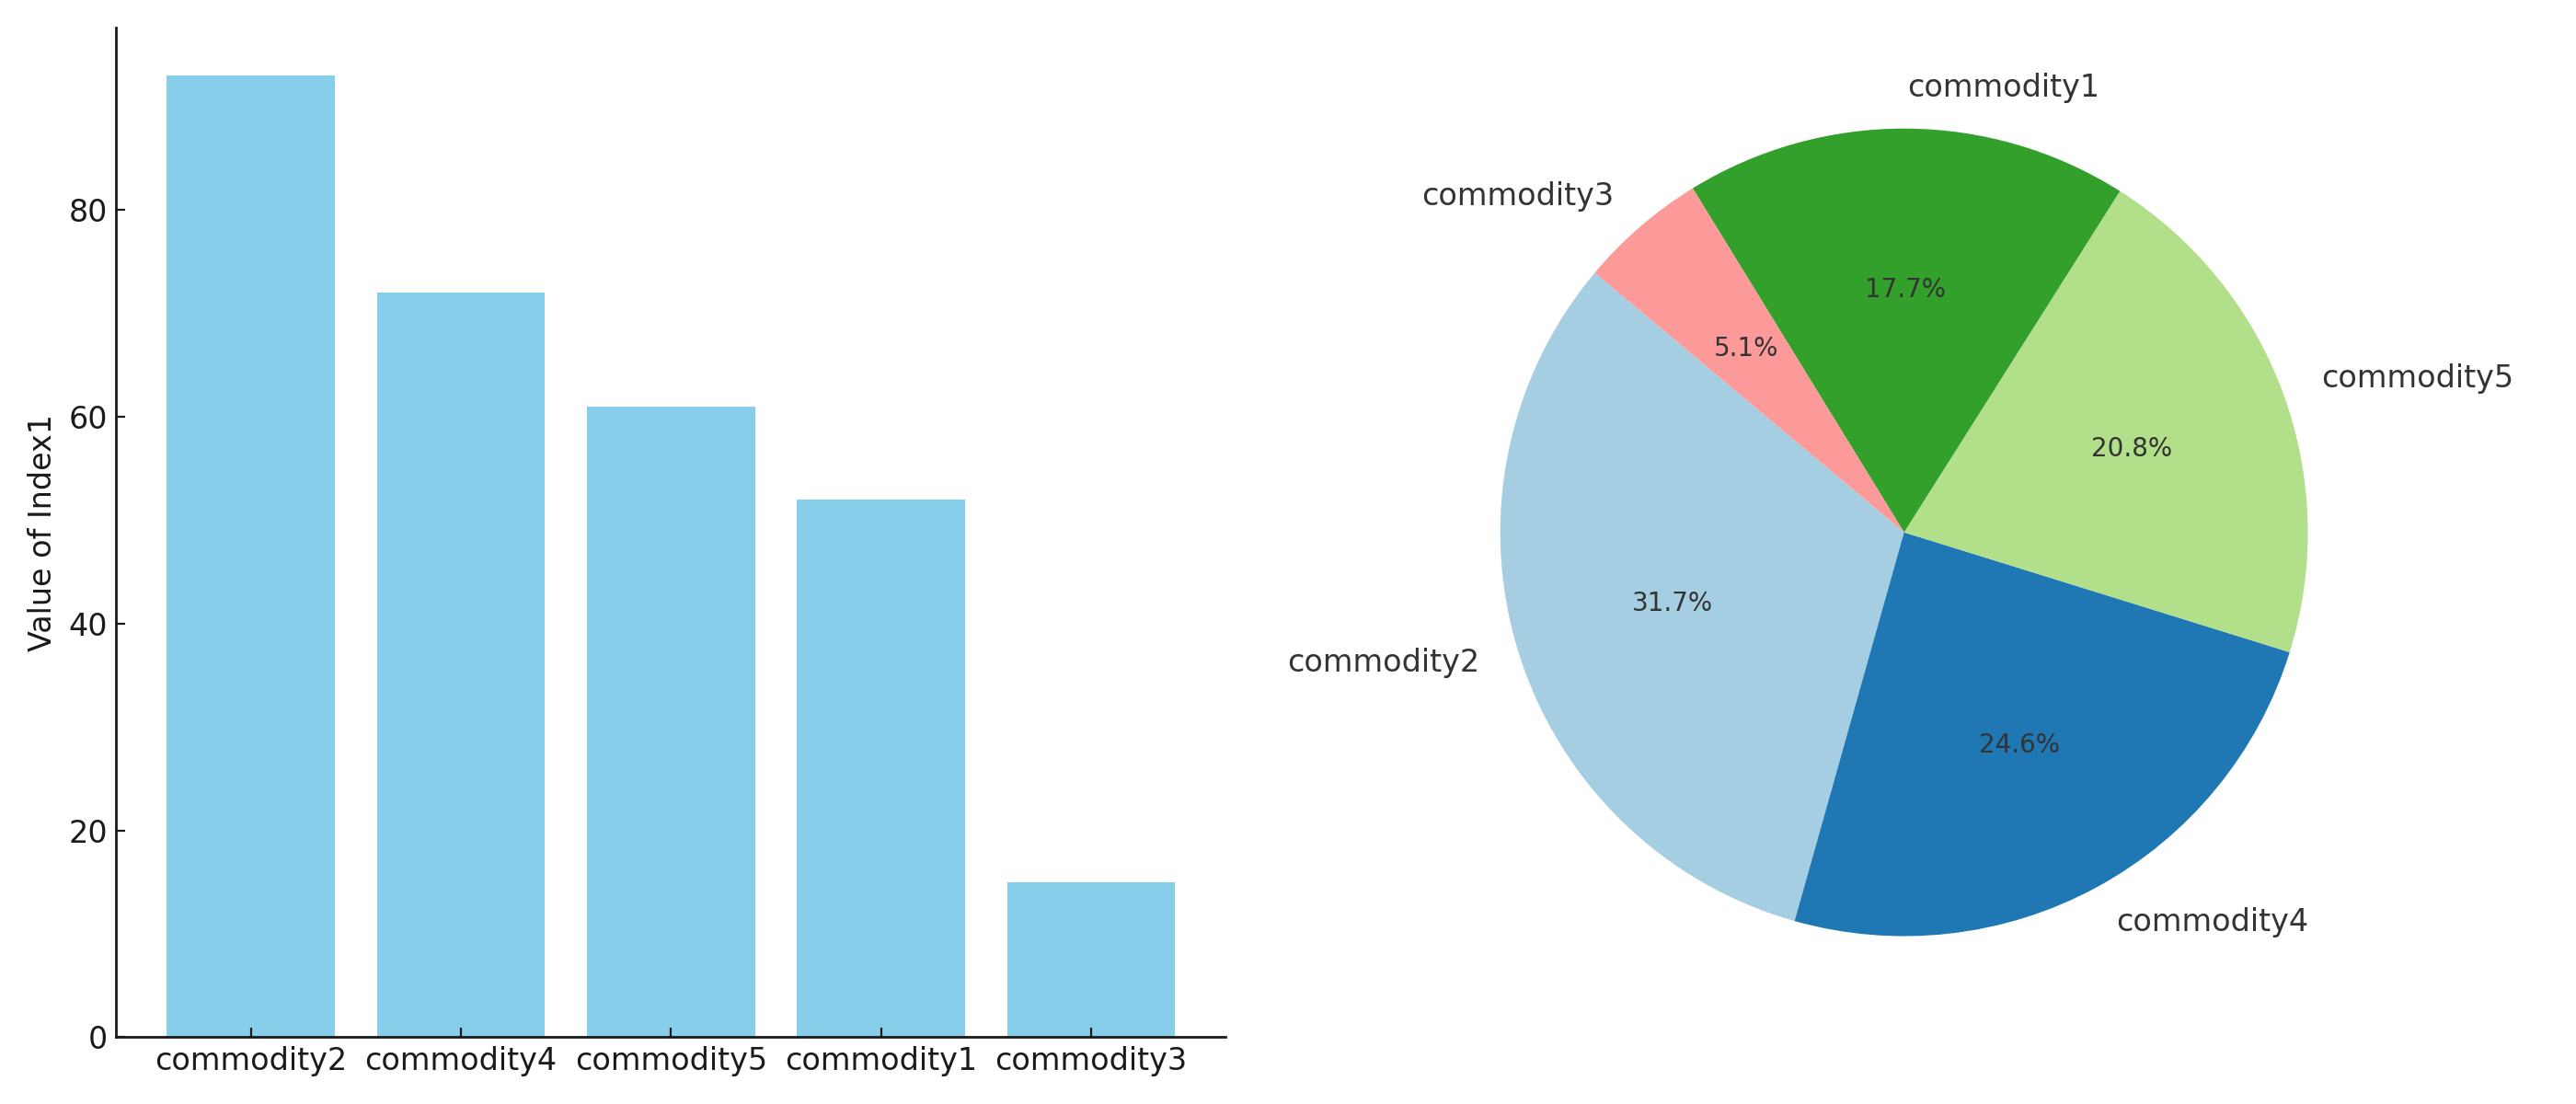 Value of Index1
80
60
40
20
0
commodity2 commodity4 commodity5 commodity1 commodity3
commodity1
commodity3
commodity5
commodity2
commodity4
17.7%
5.1%
20.8%
31.7%
24.6%